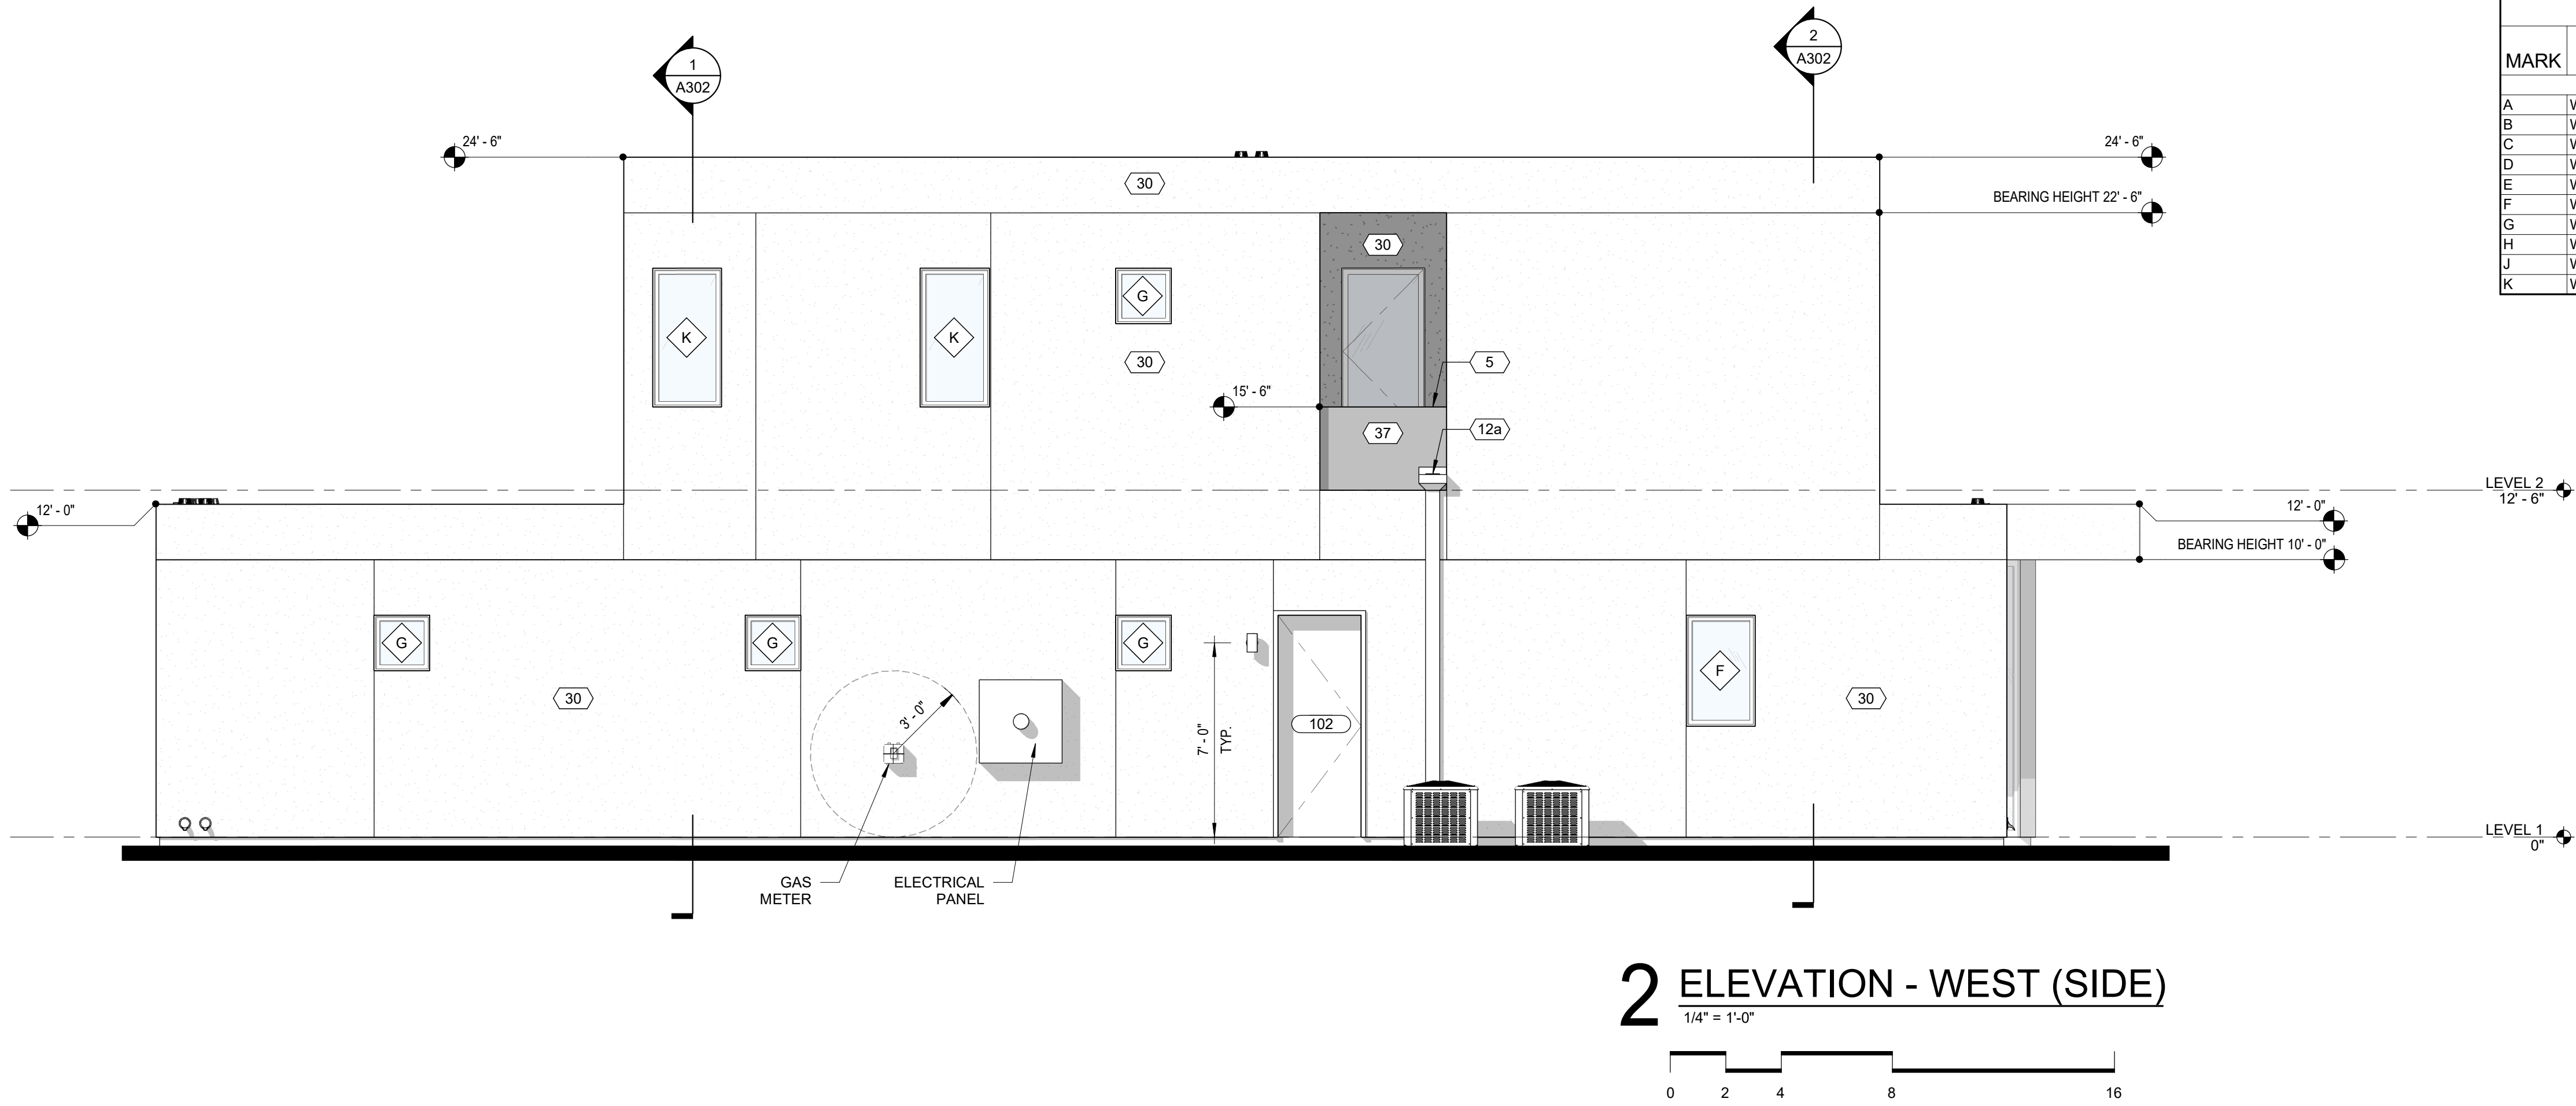 1
A302
2
A302
MARK
A W
B W
C W
D W
E W
F W
G W
H W
J W
K W
24' - 6"
24' - 6"
30
BEARING HEIGHT 22' - 6"
30
G
K
K
30
5
15' - 6"
37
12a
LEVEL 2
12' - 6"
12' - 0"
12' - 0"
BEARING HEIGHT 10' - 0"
G
G
G
F
30
30
3' - 0"
7' - 0"
TYP.
102
LEVEL 1
0"
GAS
METER
ELECTRICAL
PANEL
2 ELEVATION - WEST (SIDE)
1/4" = 1'-0"
0 2 4 8 16